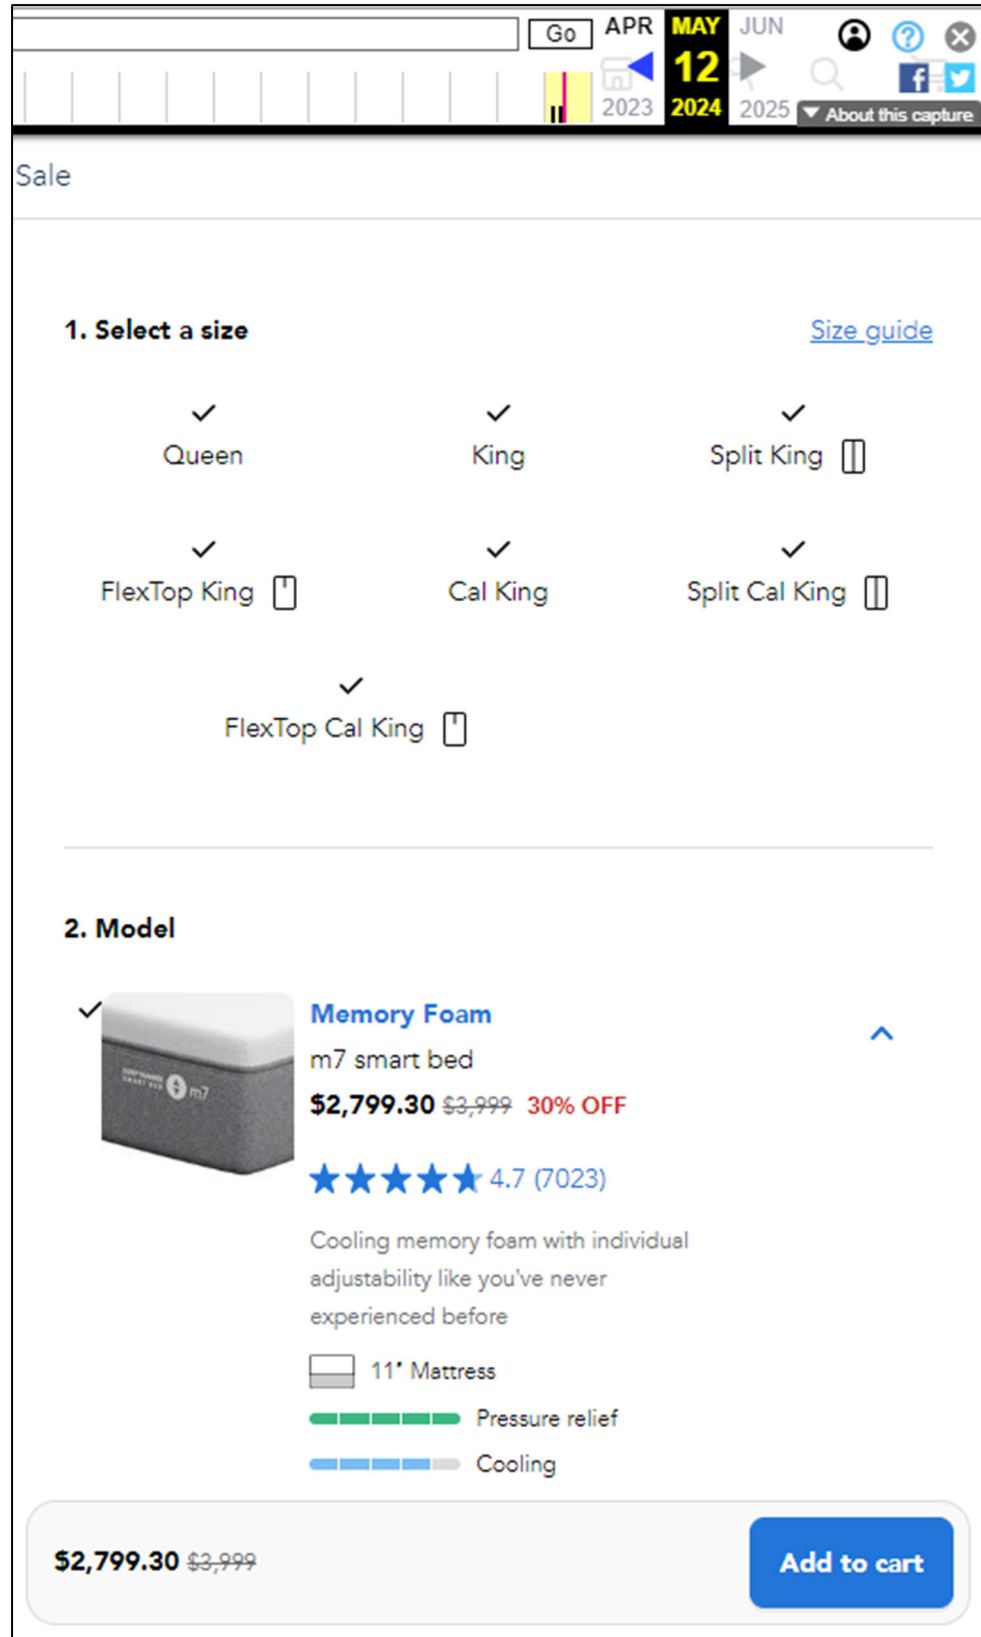 Go
APR MAY JUN
12
2023 2024 2025
About this capture
Sale
1. Select a size Size guide
Queen King Split King
FlexTop King Cal King Split Cal King
FlexTop Cal King
2. Model
Memory Foam
m7 smart bed
$2,799.30 $3,999 30% OFF
m7
4.7 (7023)
Cooling memory foam with individual
adjustability like you've never
experienced before
11" Mattress
Pressure relief
Cooling
$2,799.30 $3,999 Add to cart